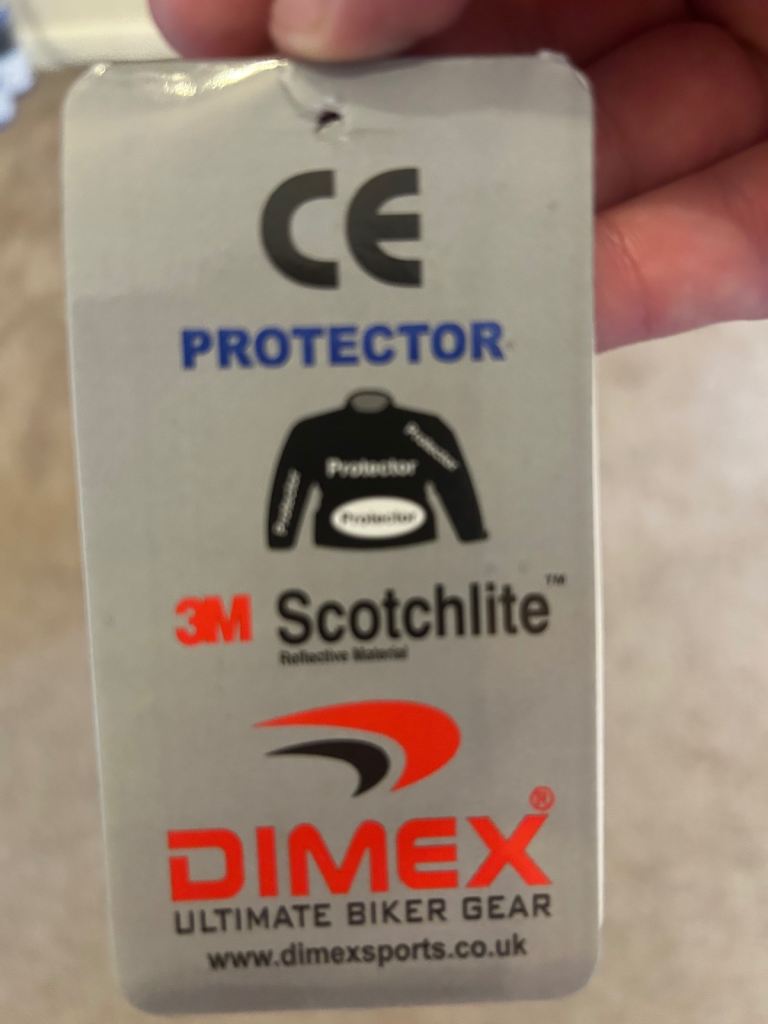 CE
PROTECTOR
Protector
Protector
Protector
Protector
3M Scotchlite™
Reflective Material
DIMEX®
ULTIMATE BIKER GEAR
www.dimexsports.co.uk